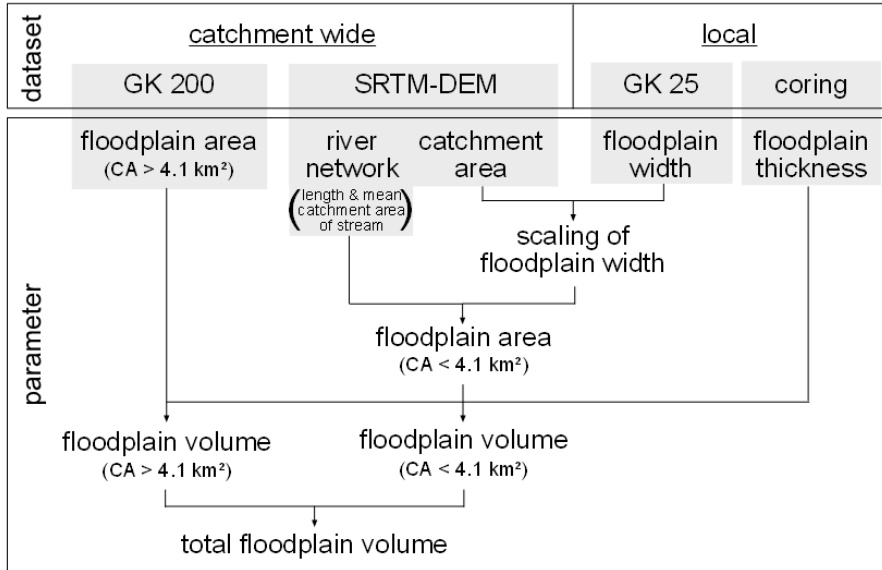 dataset
catchment wide
local
GK 200
SRTM-DEM
GK 25
coring
parameter
floodplain area
(CA > 4.1 km²)
river
network
(length & mean
catchment area
of stream)
catchment
area
floodplain
width
floodplain
thickness
scaling of
floodplain width
floodplain area
(CA < 4.1 km²)
floodplain volume
(CA > 4.1 km²)
floodplain volume
(CA < 4.1 km²)
total floodplain volume